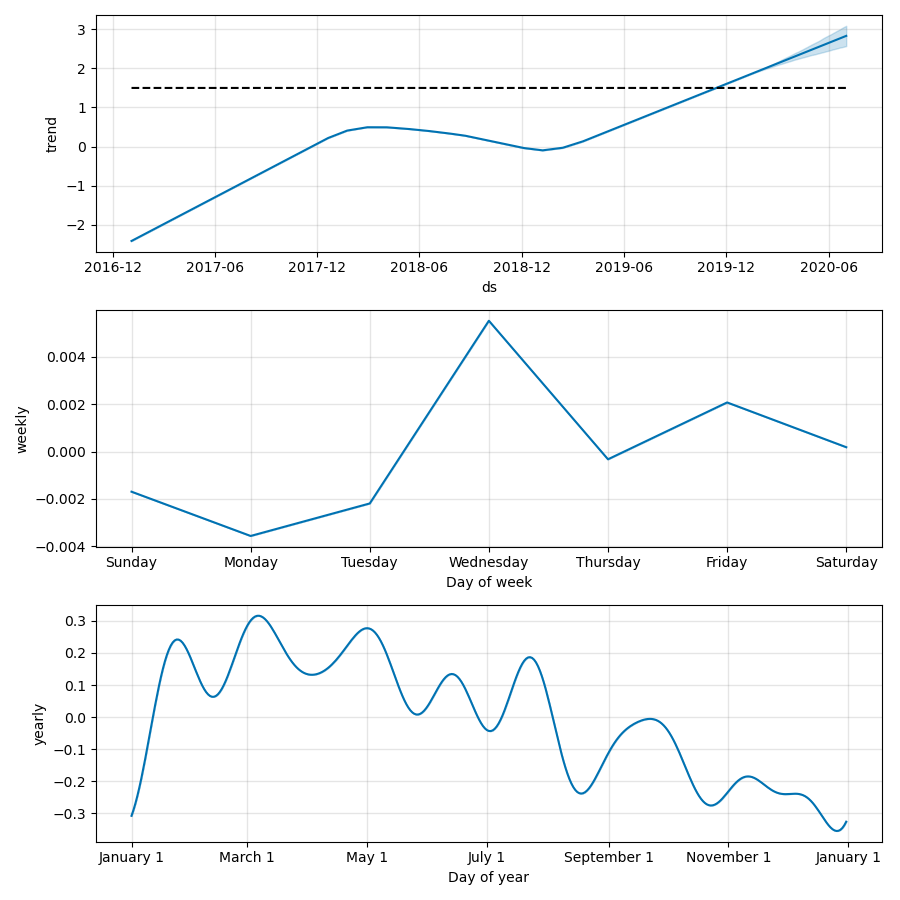 3
2
1
0
−1
−2
trend
2016-12 2017-06 2017-12 2018-06 2018-12 2019-06 2019-12 2020-06
ds
0.004
0.002
0.000
−0.002
−0.004
weekly
Sunday Monday Tuesday Wednesday Thursday Friday Saturday
Day of week
0.3
0.2
0.1
0.0
−0.1
−0.2
−0.3
yearly
January 1 March 1 May 1 July 1 September 1 November 1 January 1
Day of year